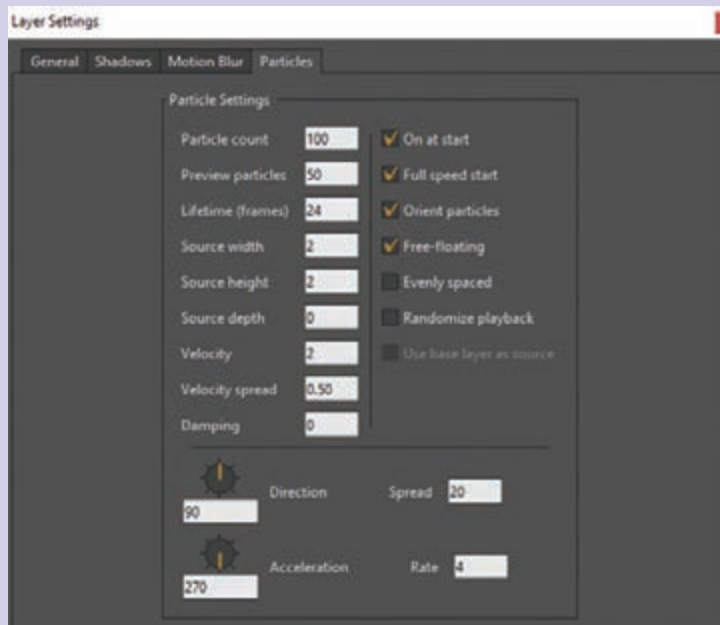 Layer Settings
General Shadows Motion Blur Particles
Particle Settings
Particle count 100
On at start
Preview particles 50
Full speed start
Lifetime (frames) 24
Orient particles
Source width 2
Free-floating
Source height 2
Evenly spaced
Source depth 0
Randomize playback
Velocity 2
Use base layer as source
Velocity spread 0.50
Damping 0
90 Direction Spread 20
270 Acceleration Rate 4